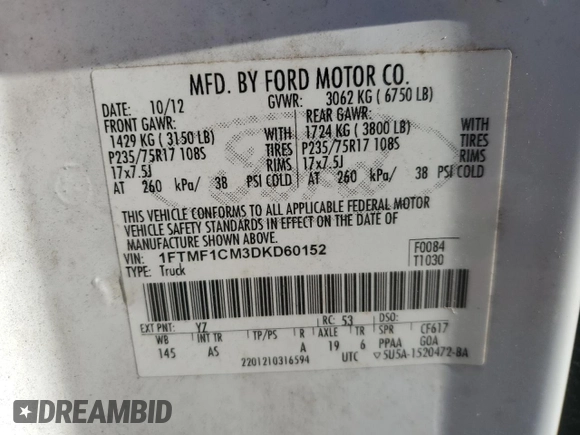 MFD. BY FORD MOTOR CO.
DATE: 10/12 GVWR: 3062 KG ( 6750 LB)
FRONT GAWR: REAR GAWR:
1429 KG ( 3150 LB) WITH 1724 KG ( 3800 LB) WITH
P235/75R17 108S TIRES P235/75R17 108S TIRES
17x7.5J RIMS 17x7.5J RIMS
AT 260 kPa/ 38 PSI COLD AT 260 kPa/ 38 PSI COLD
Ford
THIS VEHICLE CONFORMS TO ALL APPLICABLE FEDERAL MOTOR
VEHICLE SAFETY STANDARDS IN EFFECT ON THE DATE OF
MANUFACTURE SHOWN ABOVE.
VIN: 1FTMF1CM3DKD60152 F0084
TYPE: Truck T1030
EXT PNT: YZ RC: 53 DSO: CF617
WB INT TR TP/PS R AXLE TR SPR GOA
145 AS A 19 6 PPAA
2201210316594 UTC ▽5U5A-1520472-BA
DREAMBID